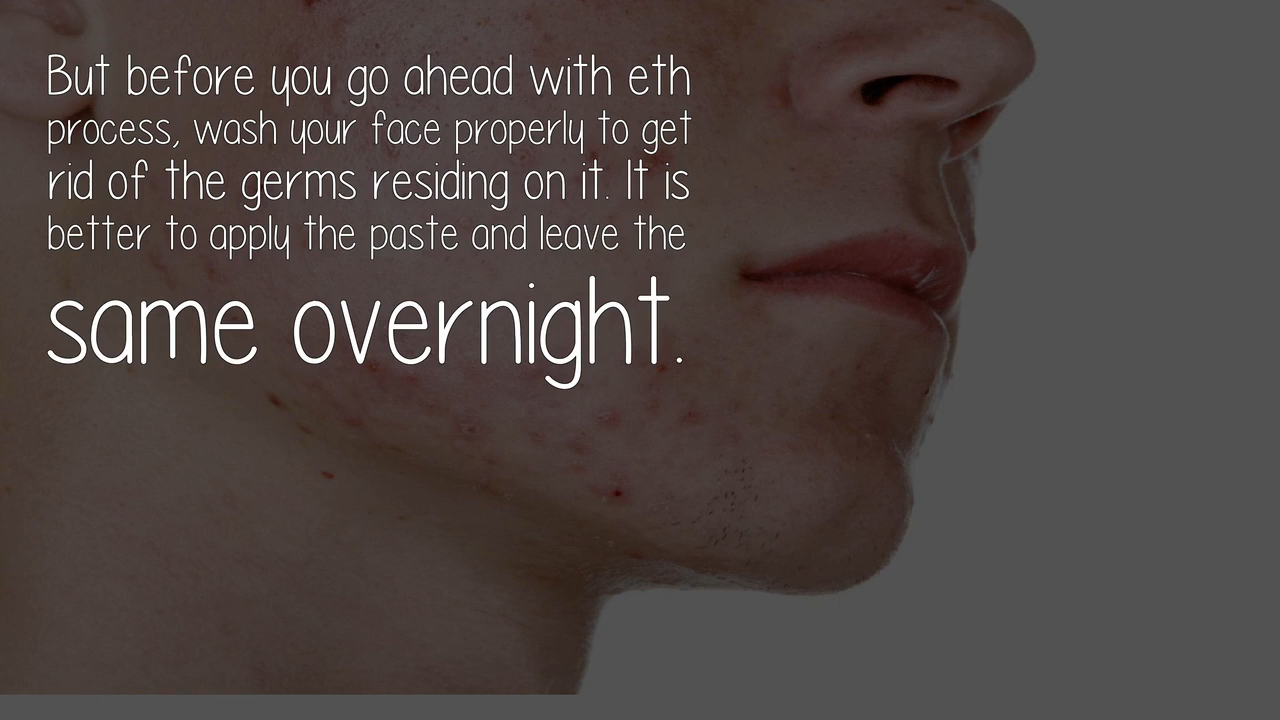 But before you go ahead with eth
process, wash your face properly to get
rid of the germs residing on it. It is
better to apply the paste and leave the
same overnight.